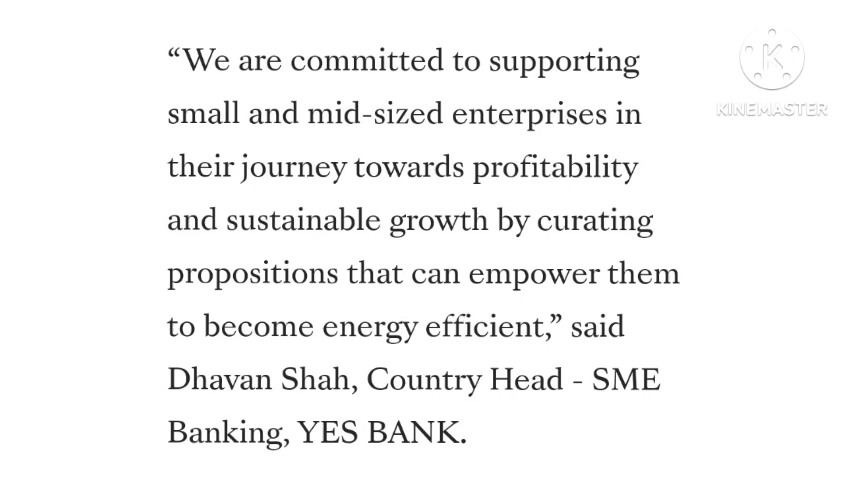 “We are committed to supporting
small and mid-sized enterprises in
their journey towards profitability
and sustainable growth by curating
propositions that can empower them
to become energy efficient,” said
Dhavan Shah, Country Head - SME
Banking, YES BANK.
K
KINEMASTER